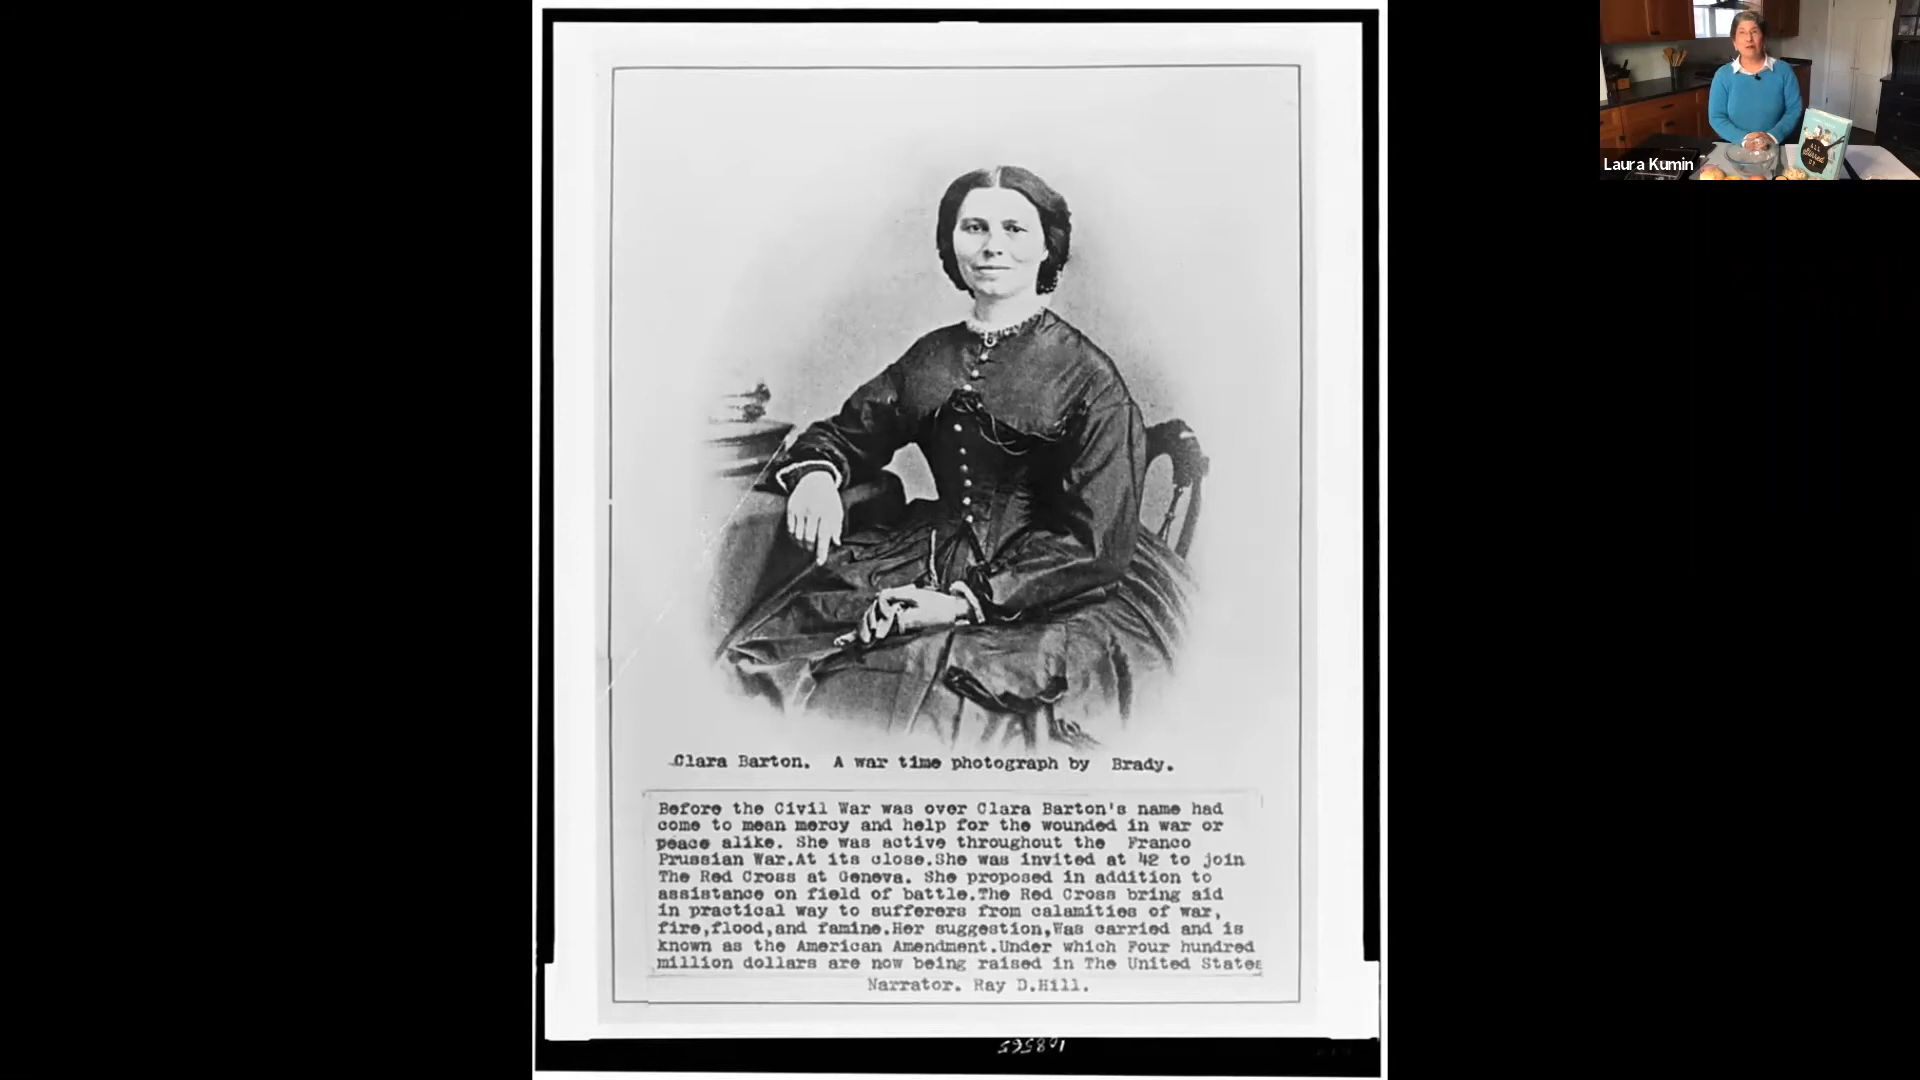 Laura Kumin
ALL
stirred
UP
Clara Barton. A war time photograph by Brady.
Before the Civil War was over Clara Barton's name had
come to mean mercy and help for the wounded in war or
peace alike. She was active throughout the Franco
Prussian War.At its close.She was invited at 42 to join
The Red Cross at Geneva. She proposed in addition to
assistance on field of battle.The Red Cross bring aid
in practical way to sufferers from calamities of war,
fire,flood,and famine.Her suggestion,Was carried and is
known as the American Amendment.Under which Four hundred
million dollars are now being raised in The United States
Narrator. Ray D.Hill.
108565